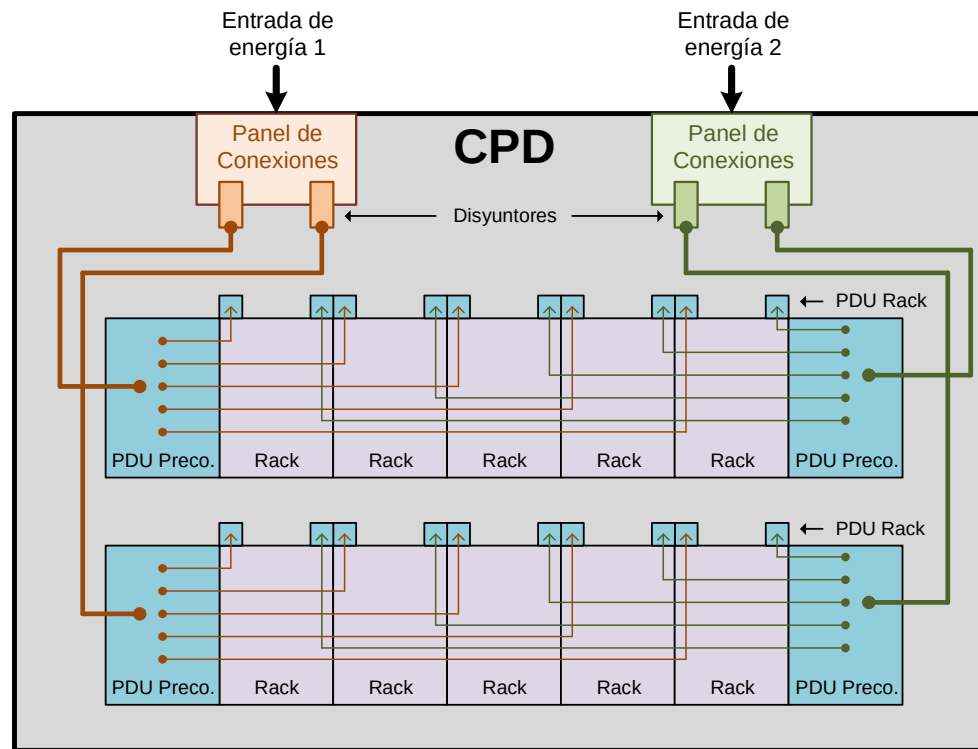 Entrada de
energía 1
Entrada de
energía 2
Panel de
Conexiones
CPD
Panel de
Conexiones
Disyuntores
PDU Rack
PDU Preco.
Rack
Rack
Rack
Rack
Rack
PDU Preco.
PDU Rack
PDU Preco.
Rack
Rack
Rack
Rack
Rack
PDU Preco.